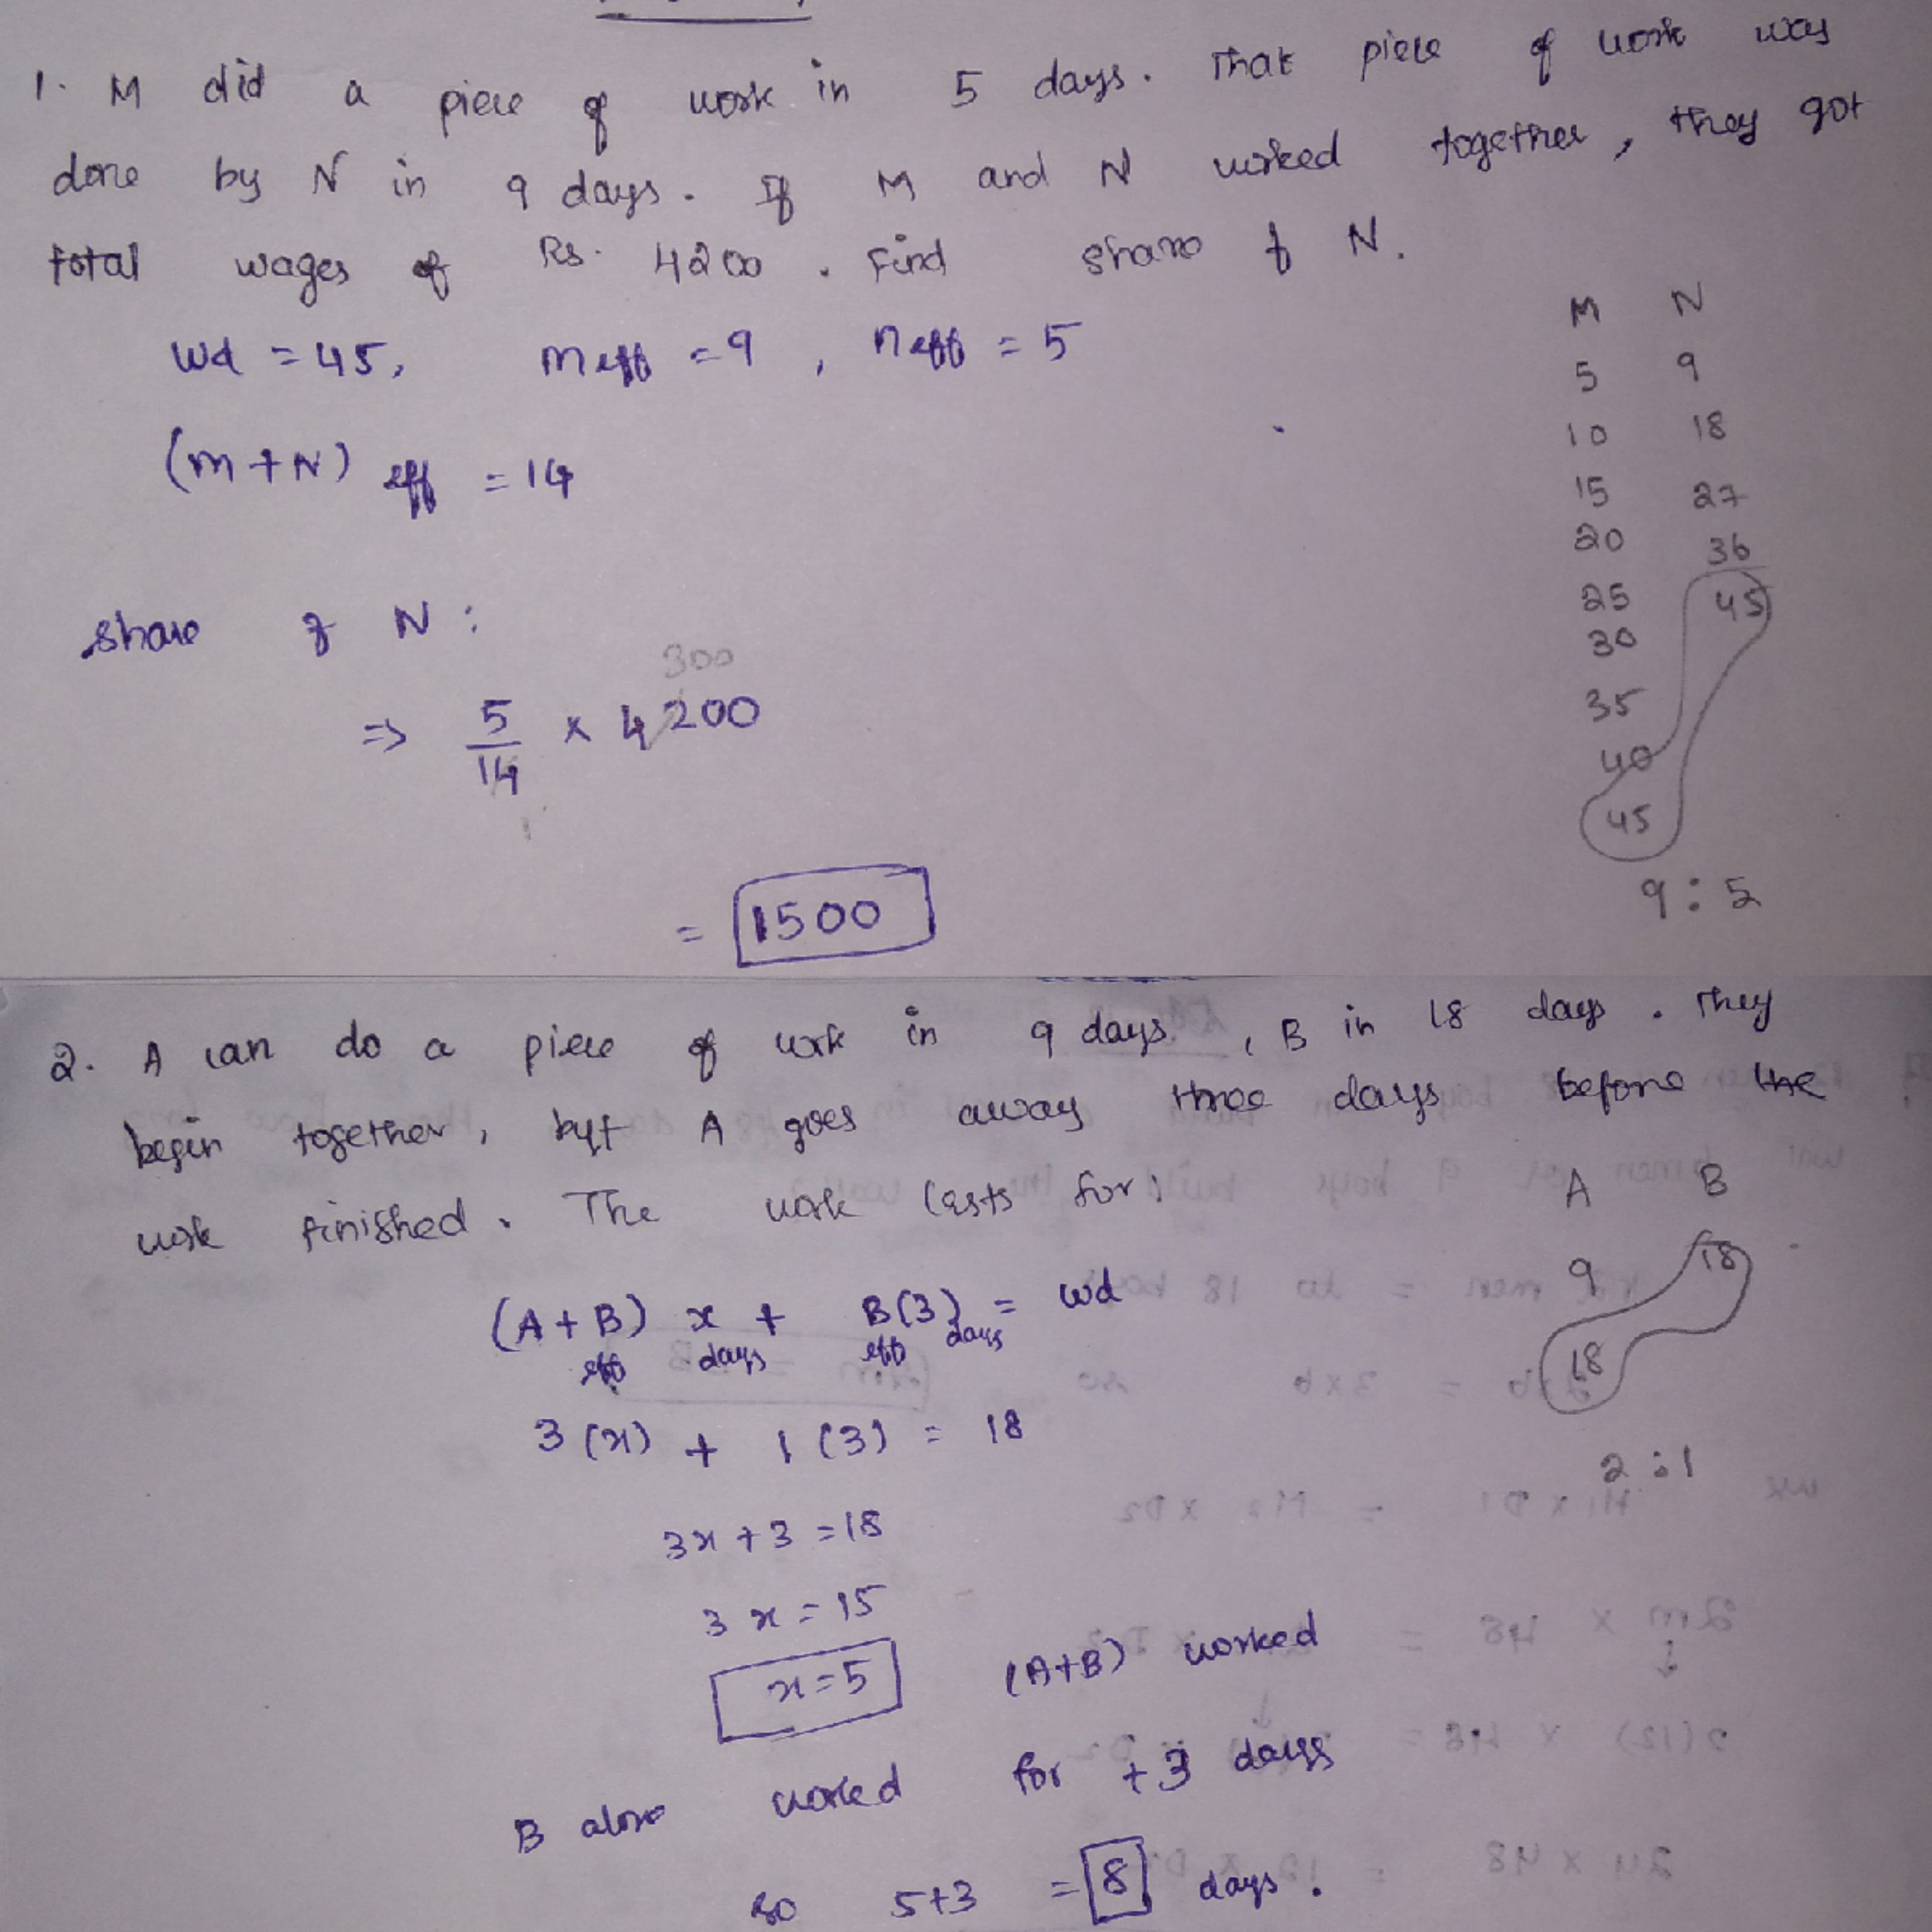 1. M did a piece of work in 5 days. That piece of work was
done by N in 9 days. If M and N worked together, they got
total wages of Rs. 4200. Find share of N.
wd = 45, m eff = 9, n eff = 5
(m+N) eff = 14
M N
5 9
10 18
15 27
20 36
25 45
30
35
40
45
9:5
share of N:
300
⇒ 5/14 × 4200
1
= 1500
2. A can do a piece of work in 9 days, B in 18 days. They
begin together, but A goes away three days before the
work finished. The work lasts for:
A B
9 18
18
2:1
(A+B) x + B(3) = wd
eff days eff days
3(x) + 1(3) = 18
3x+3 = 18
3x = 15
x=5 (A+B) worked
B alone worked for +3 days
so 5+3 = 8 days.